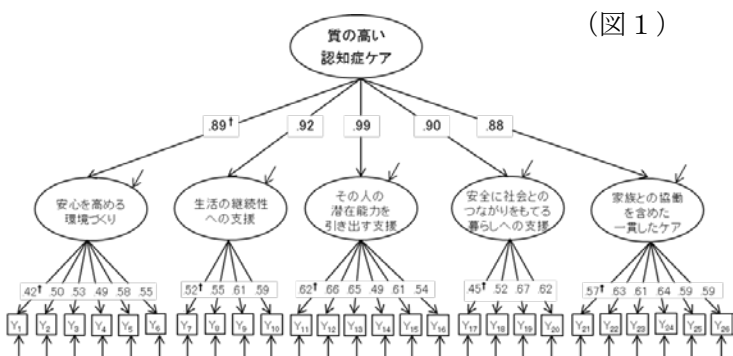 (図1)
質の高い
認知症ケア
.89† .92 .99 .90 .88
安心を高める
環境づくり
生活の継続性
への支援
その人の
潜在能力を
引き出す支援
安全に社会との
つながりをもてる
暮らしへの支援
家族との協働
を含めた
一貫したケア
.42† .50 .53 .49 .58 .55
.52† .55 .61 .59
.62† .66 .65 .49 .61 .54
.45† .52 .67 .62
.57† .63 .61 .64 .59 .59
Y1 Y2 Y3 Y4 Y5 Y6 Y7 Y8 Y9 Y10 Y11 Y12 Y13 Y14 Y15 Y16 Y17 Y18 Y19 Y20 Y21 Y22 Y23 Y24 Y25 Y26